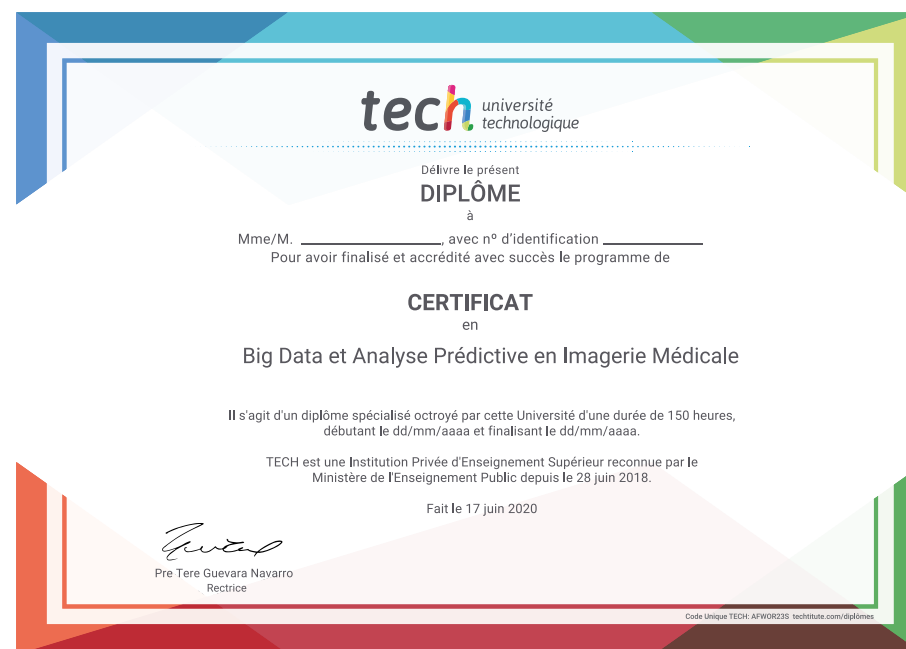 tech université
technologique
Délivre le présent
DIPLÔME
à
Mme/M. ____________________, avec nº d'identification ______________
Pour avoir finalisé et accrédité avec succès le programme de
CERTIFICAT
en
Big Data et Analyse Prédictive en Imagerie Médicale
Il s'agit d'un diplôme spécialisé octroyé par cette Université d'une durée de 150 heures,
débutant le dd/mm/aaaa et finalisant le dd/mm/aaaa.
TECH est une Institution Privée d'Enseignement Supérieur reconnue par le
Ministère de l'Enseignement Public depuis le 28 juin 2018.
Fait le 17 juin 2020
Pre Tere Guevara Navarro
Rectrice
Code Unique TECH: AFWOR23S techtitute.com/diplômes